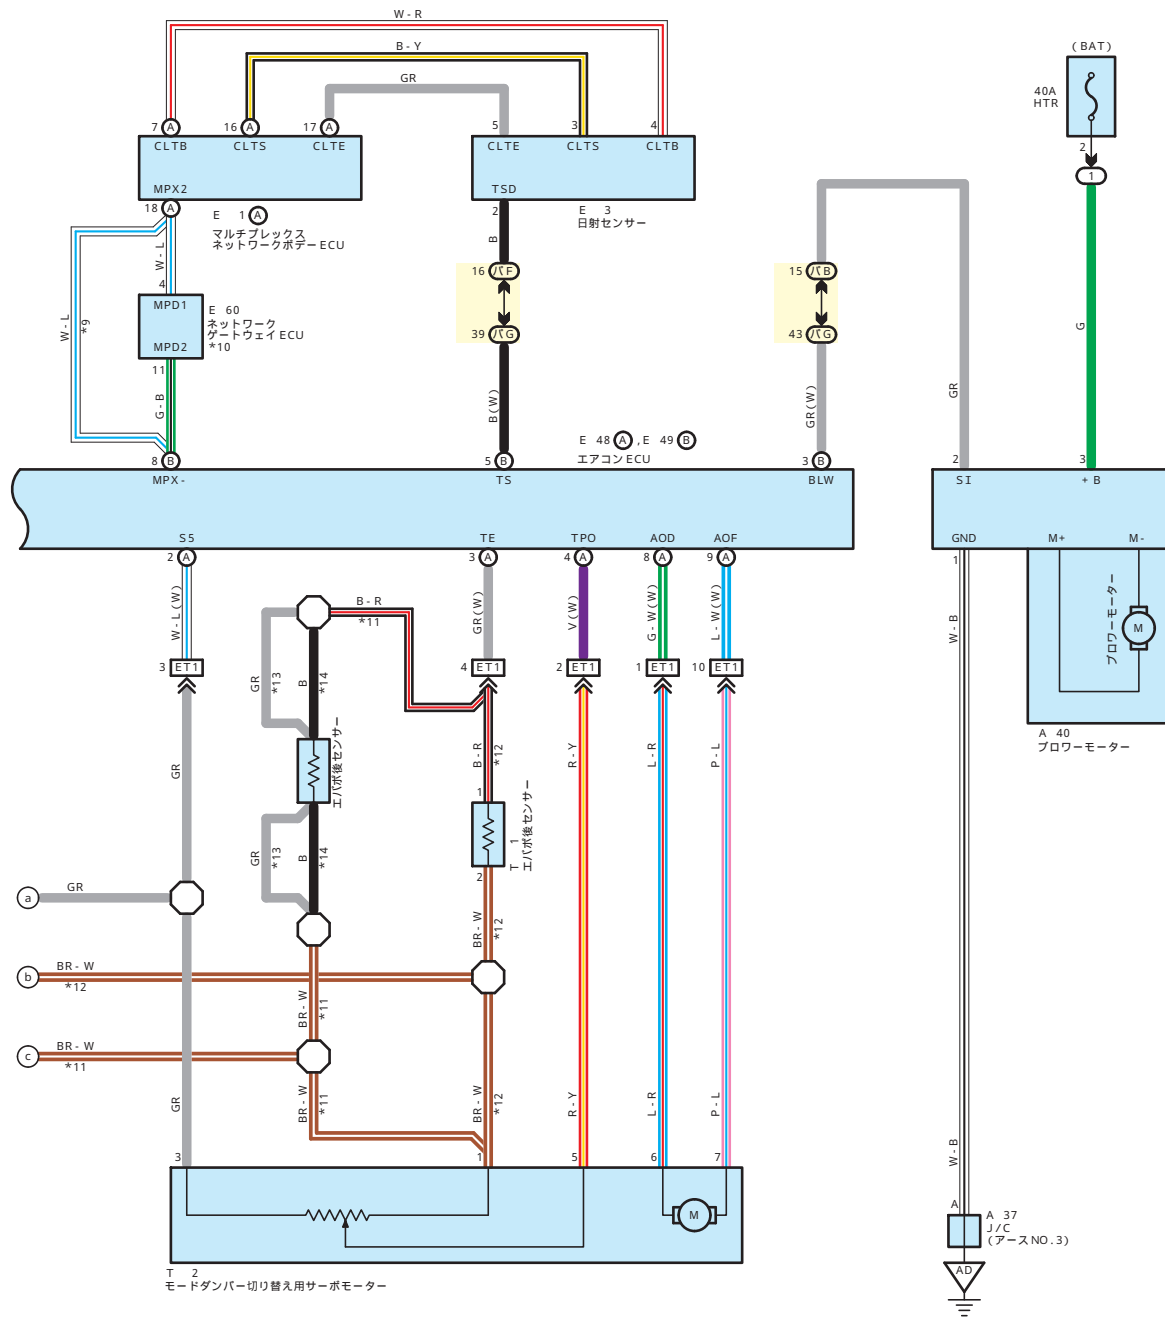 W-R
B-Y
GR
(BAT)
40A
HTR
2
1
7 A
16 A
17 A
5
3
4
CLTB
CLTS
CLTE
CLTE
CLTS
CLTB
MPX2
TSD
18 A
E 1 A
マルチプレックス
ネットワークボデーECU
2
E 3
日射センサー
W-L
B
16 バF
15 バB
4
MPD1
E 60
ネットワーク
ゲートウェイECU
*10
MPD2
W-L
*9
39 バG
43 バG
G
11
G-B
B(W)
GR(W)
GR
E 48 A ,E 49 B
エアコンECU
8 B
5 B
3 B
2
3
MPX-
TS
BLW
SI
+B
S5
TE
TPO
AOD
AOF
GND
M+
M-
2 A
3 A
4 A
8 A
9 A
1
W-L(W)
B-R
*11
GR(W)
V(W)
G-W(W)
L-W(W)
W-B
ブロワーモーター
M
3 ET1
4 ET1
2 ET1
1 ET1
10 ET1
GR
*13
B
*14
A 40
ブロワーモーター
GR
エバポ後センサー
B-R
*12
R-Y
L-R
P-L
1
T 1
エバポ後センサー
GR
*13
B
*14
2
a
GR
BR-W
*12
b
BR-W
*12
BR-W
*11
c
BR-W
*11
GR
BR-W
*11
BR-W
*12
R-Y
L-R
P-L
W-B
3
1
5
6
7
M
A
A 37
J/C
(アースNO.3)
AD
T 2
モードダンパー切り替え用サーボモーター